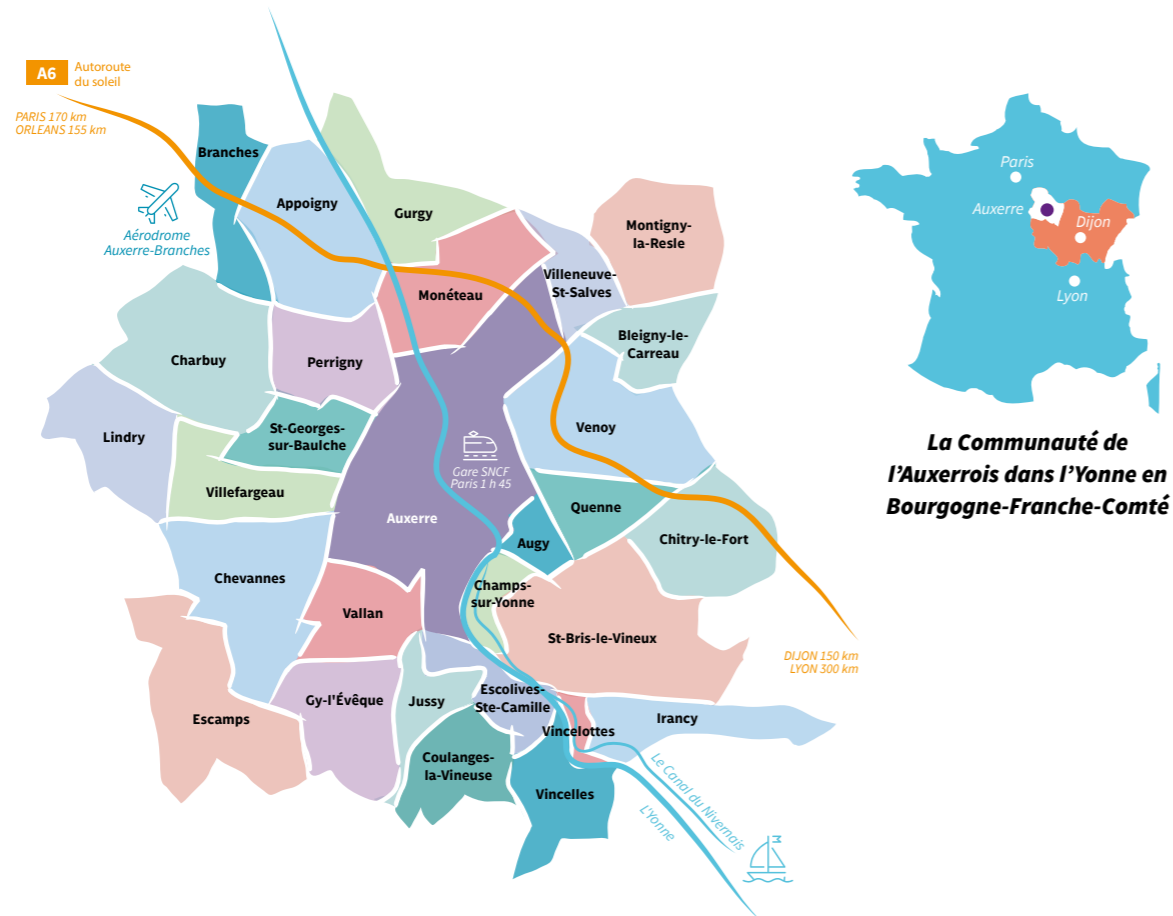 A6
Autoroute
du soleil
PARIS 170 km
ORLEANS 155 km
Branches
Appoigny
Gurgy
Montigny-
la-Resle
Aérodrome
Auxerre-Branches
Monéteau
Villeneuve-
St-Salves
Bleigny-le-
Carreau
Charbuy
Perrigny
Lindry
St-Georges-
sur-Baulche
Venoy
Gare SNCF
Paris 1 h 45
Villefargeau
Auxerre
Quenne
Augy
Chitry-le-Fort
Chevannes
Champs-
sur-Yonne
Vallan
St-Bris-le-Vineux
DIJON 150 km
LYON 300 km
Escamps
Gy-l'Évêque
Jussy
Escolives-
Ste-Camille
Irancy
Vincelottes
Coulanges-
la-Vineuse
Vincelles
Le Canal du Nivernais
L'Yonne
Paris
Auxerre
Dijon
Lyon
La Communauté de
l'Auxerrois dans l'Yonne en
Bourgogne-Franche-Comté